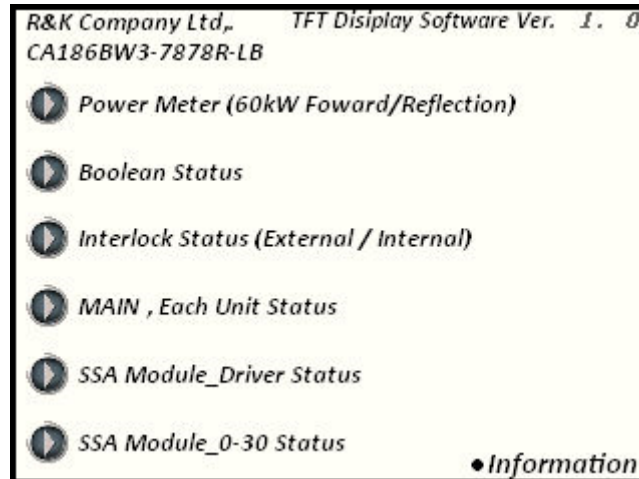 R&K Company Ltd,. TFT Disiplay Software Ver. 1. 0
CA186BW3-7878R-LB
Power Meter (60kW Foward/Reflection)
Boolean Status
Interlock Status (External / Internal)
MAIN , Each Unit Status
SSA Module_Driver Status
SSA Module_0-30 Status
•Information